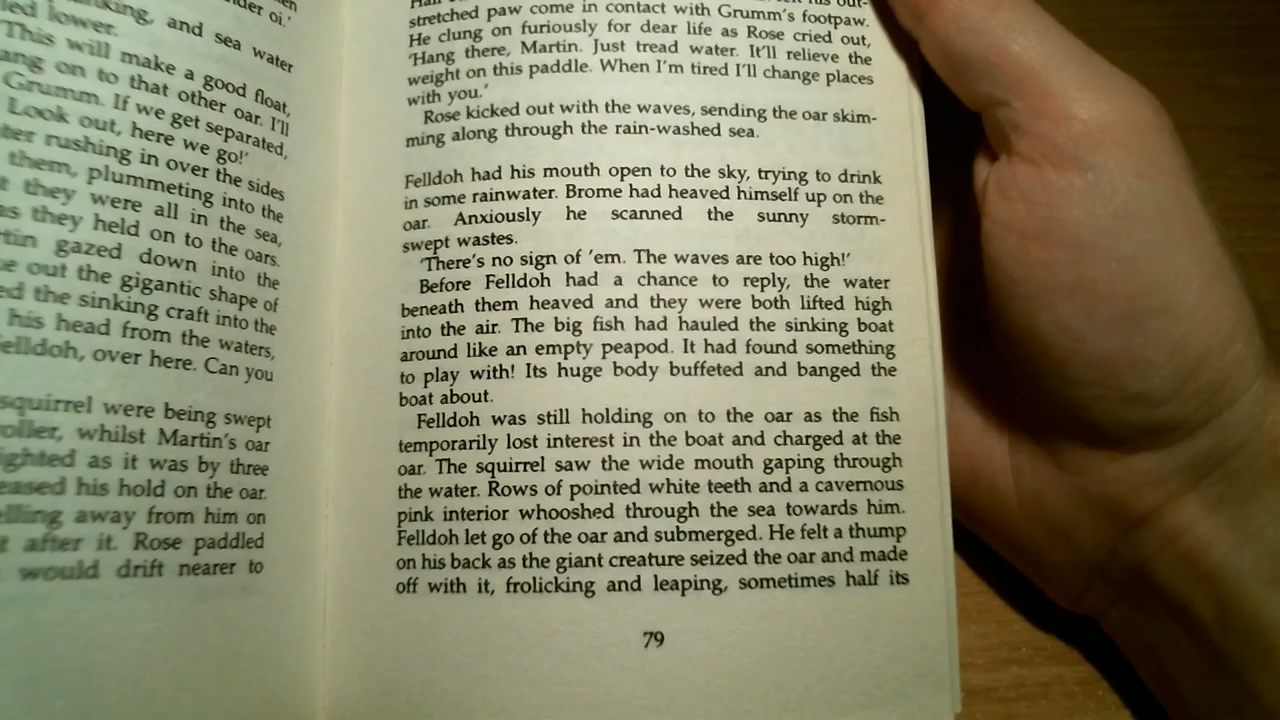 der oi.'
king, and sea water
lower.
This will make a good float,
ang on to that other oar. I'll
Grumm. If we get separated,
Look out, here we go!'
ter rushing in over the sides
them, plummeting into the
t they were all in the sea,
as they held on to the oars.
tin gazed down into the
e out the gigantic shape of
ed the sinking craft into the
his head from the waters,
elldoh, over here. Can you
squirrel were being swept
oller, whilst Martin's oar
ighted as it was by three
eased his hold on the oar.
elling away from him on
t after it. Rose paddled
would drift nearer to
stretched paw come in contact with Grumm's footpaw.
He clung on furiously for dear life as Rose cried out,
'Hang there, Martin. Just tread water. It'll relieve the
weight on this paddle. When I'm tired I'll change places
with you.'
Rose kicked out with the waves, sending the oar skim-
ming along through the rain-washed sea.
Felldoh had his mouth open to the sky, trying to drink
in some rainwater. Brome had heaved himself up on the
oar. Anxiously he scanned the sunny storm-
swept wastes.
'There's no sign of 'em. The waves are too high!'
Before Felldoh had a chance to reply, the water
beneath them heaved and they were both lifted high
into the air. The big fish had hauled the sinking boat
around like an empty peapod. It had found something
to play with! Its huge body buffeted and banged the
boat about.
Felldoh was still holding on to the oar as the fish
temporarily lost interest in the boat and charged at the
oar. The squirrel saw the wide mouth gaping through
the water. Rows of pointed white teeth and a cavernous
pink interior whooshed through the sea towards him.
Felldoh let go of the oar and submerged. He felt a thump
on his back as the giant creature seized the oar and made
off with it, frolicking and leaping, sometimes half its
79